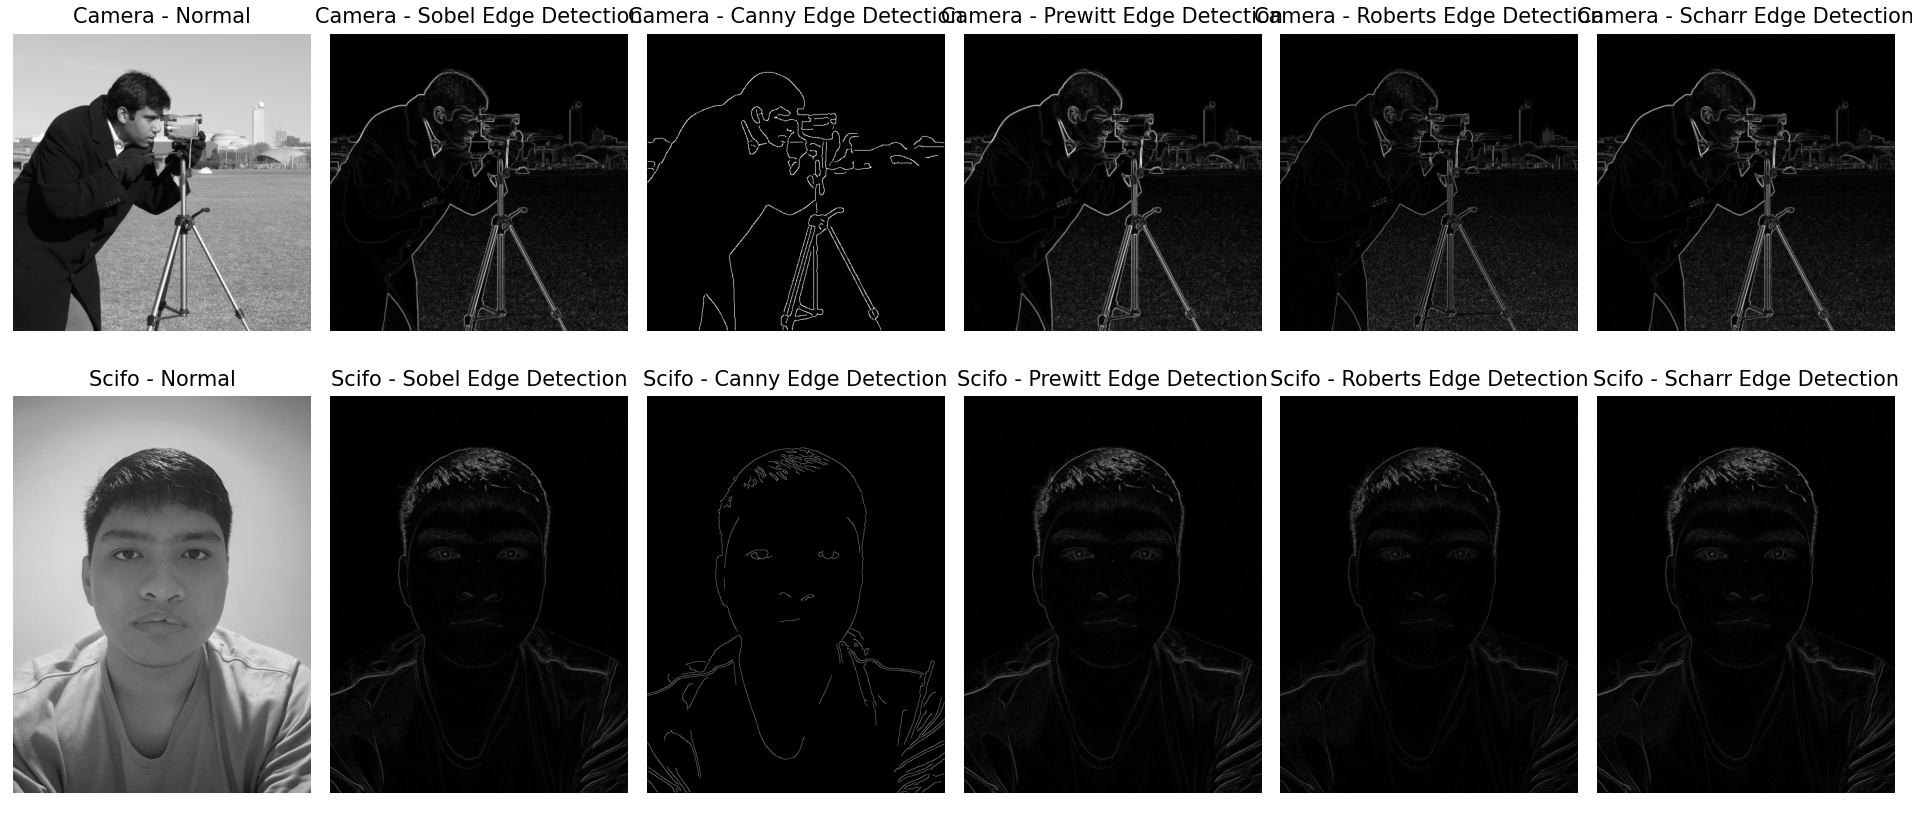 Camera - Normal
Camera - Sobel Edge Detection
Camera - Canny Edge Detection
Camera - Prewitt Edge Detection
Camera - Roberts Edge Detection
Camera - Scharr Edge Detection
Scifo - Normal
Scifo - Sobel Edge Detection
Scifo - Canny Edge Detection
Scifo - Prewitt Edge Detection
Scifo - Roberts Edge Detection
Scifo - Scharr Edge Detection